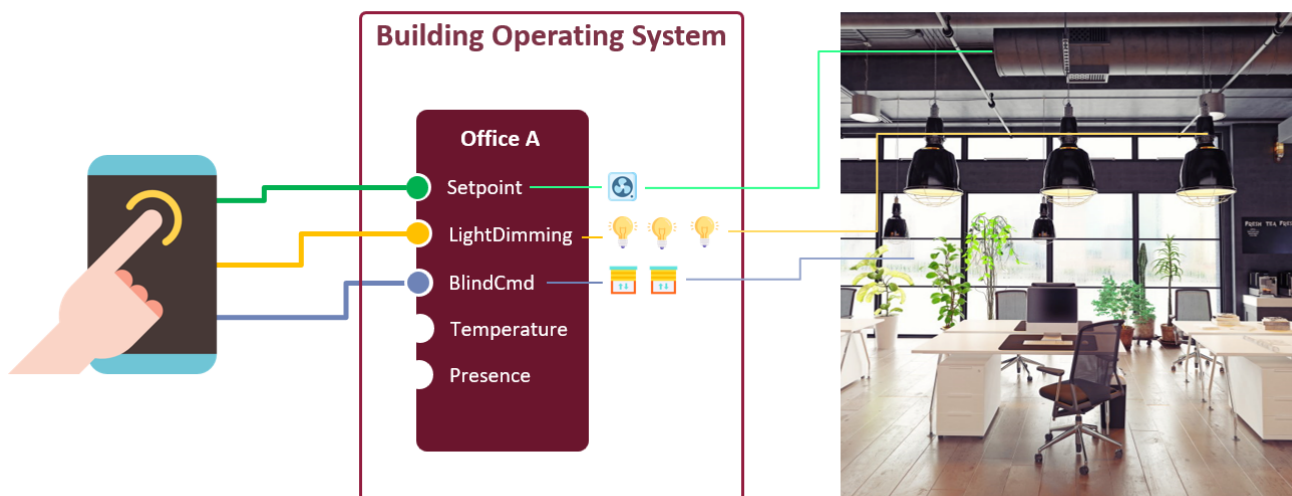 Building Operating System
Office A
Setpoint
LightDimming
BlindCmd
Temperature
Presence